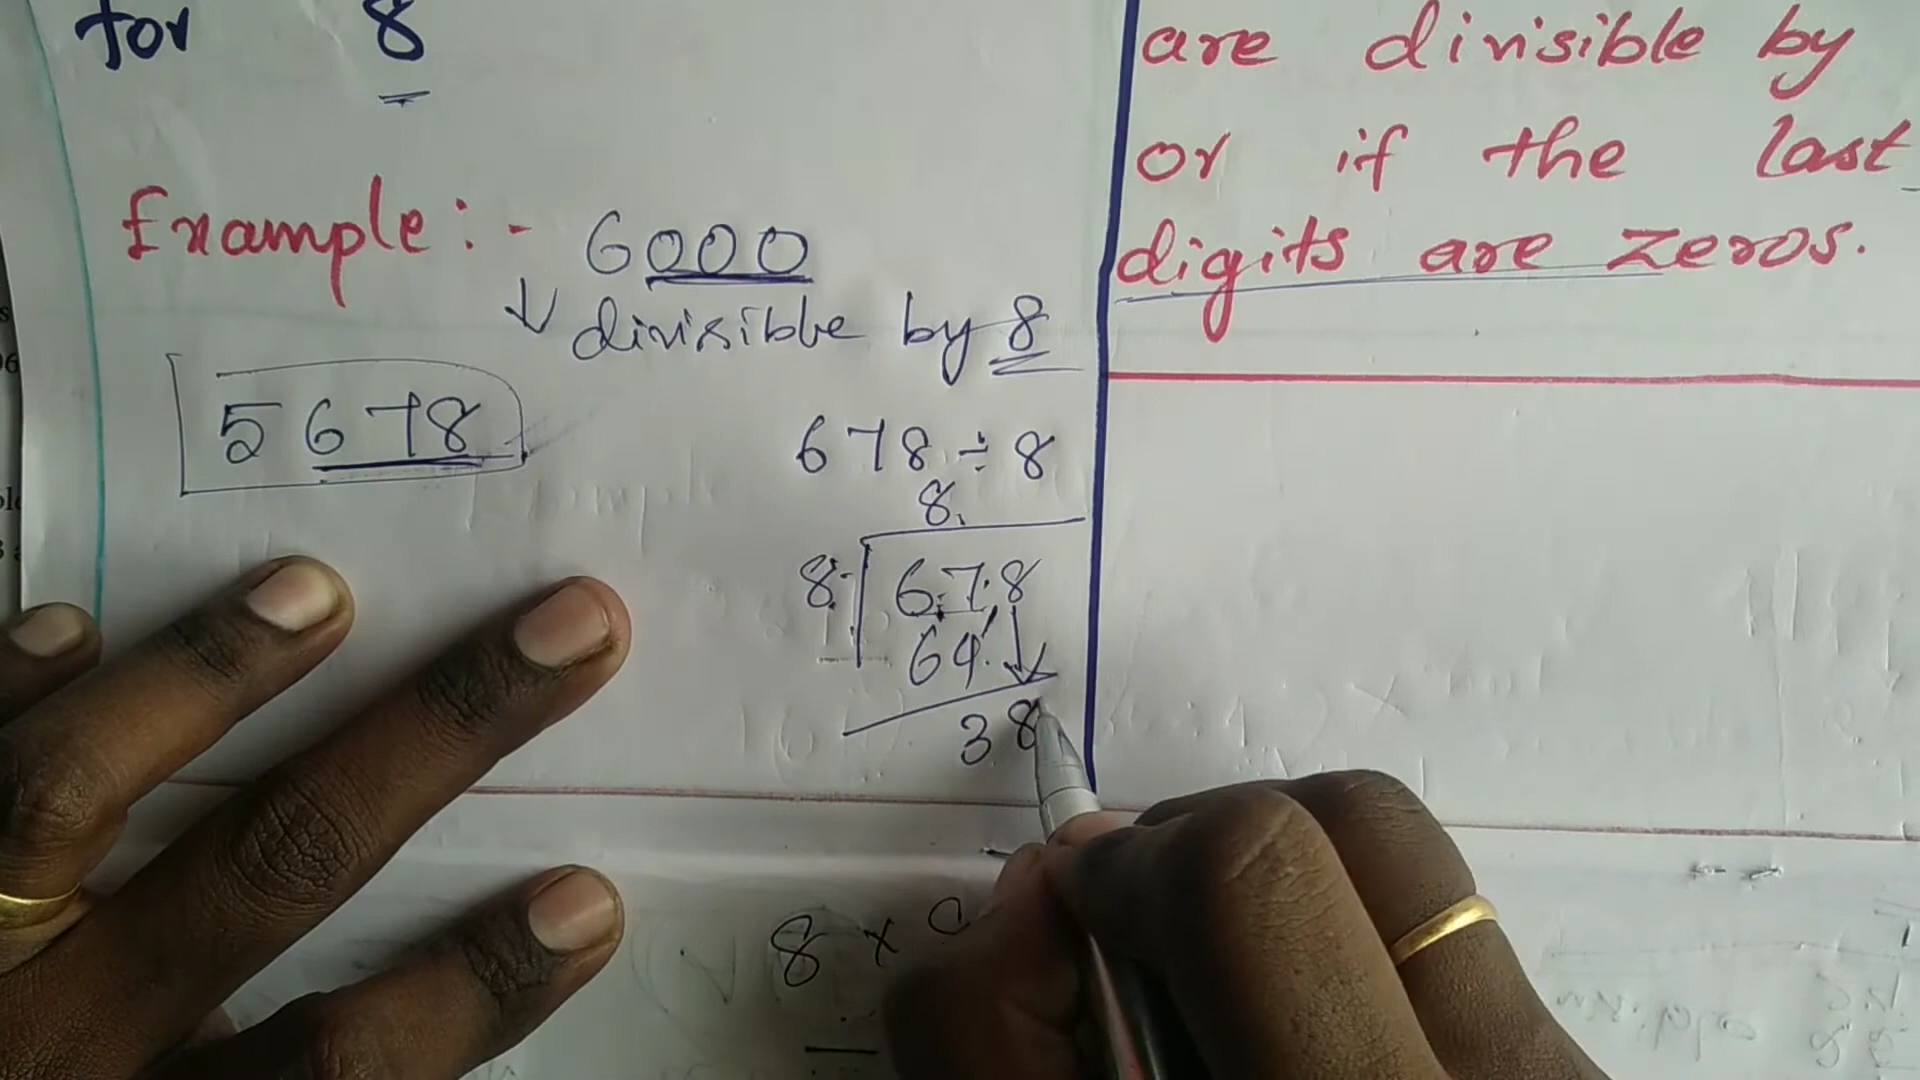 for 8
Example:- 6000
divisible by 8
5678
678 ÷ 8
8
8 678
64
38
8 ×
are divisible by
or if the last
digits are zeros.